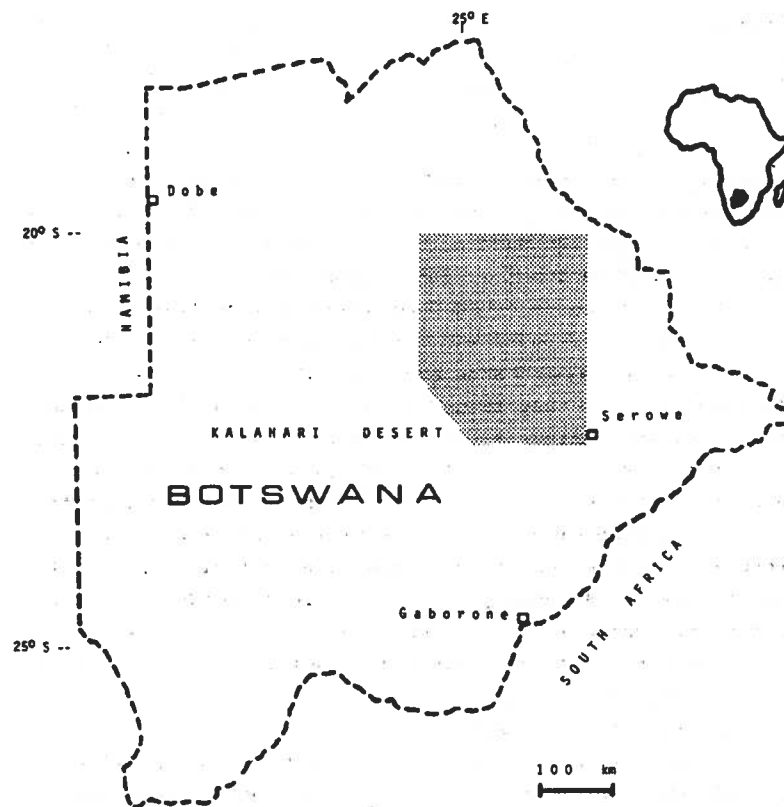 25° E
Dobe
20° S --
NAMIBIA
Serowe
KALAHARI DESERT
BOTSWANA
Gaborone
SOUTH AFRICA
25° S --
100 km